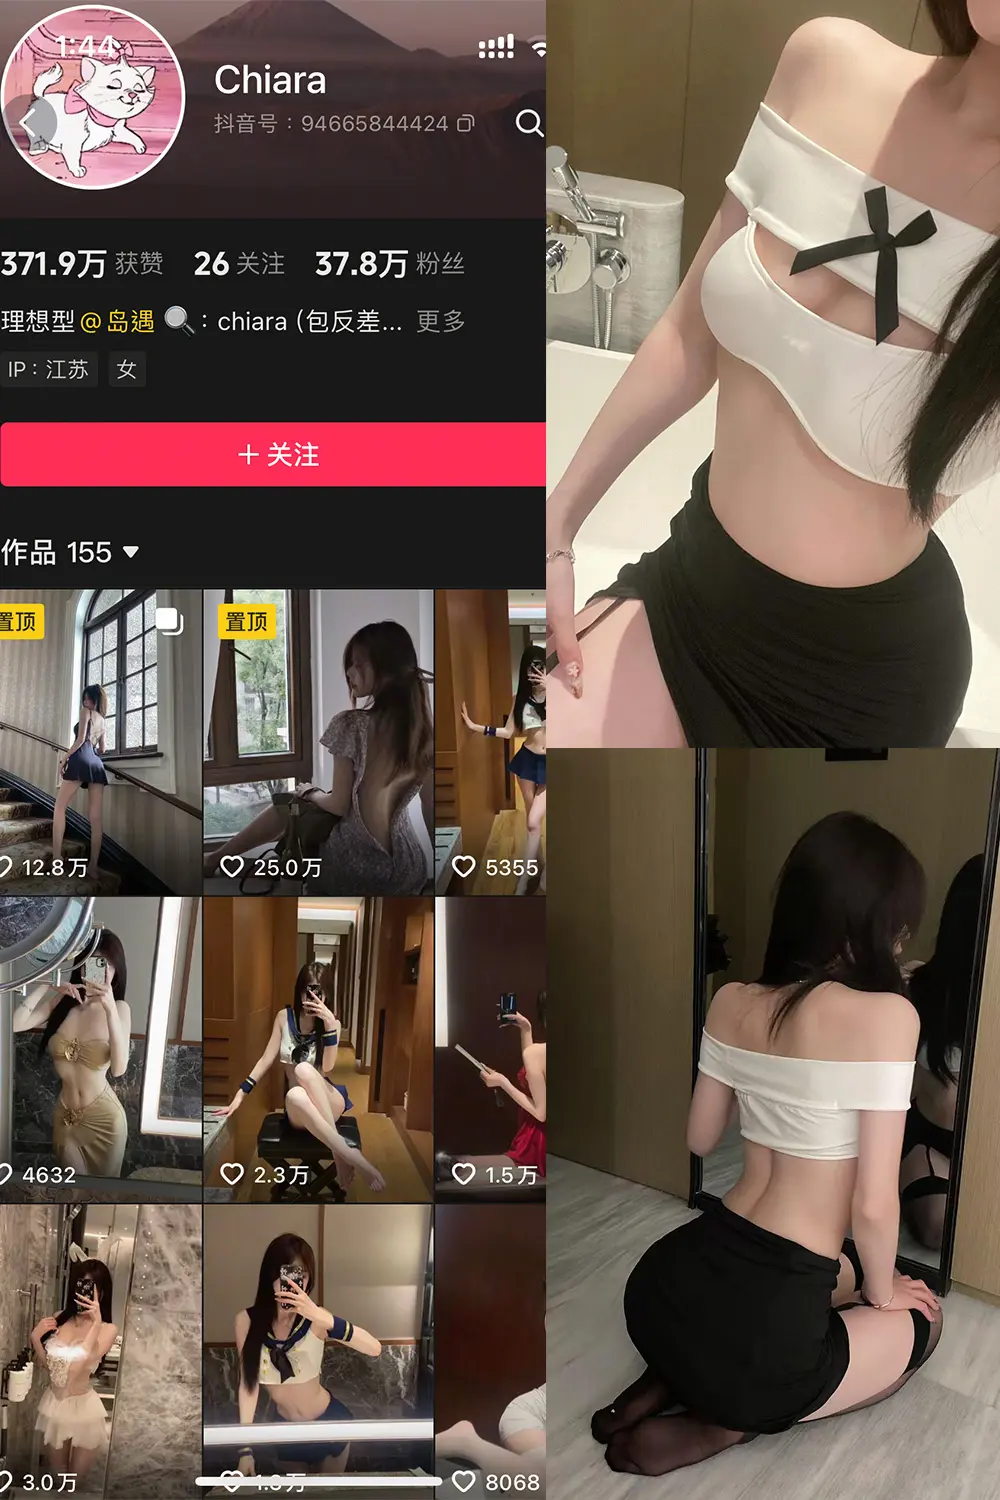 1:44
Chiara
抖音号：94665844424
371.9万 获赞 26 关注 37.8万 粉丝
理想型@岛遇🔍：chiara (包反差... 更多
IP：江苏 女
+ 关注
作品 155
置顶 置顶
12.8万 25.0万 5355
4632 2.3万 1.5万
3.0万 8068